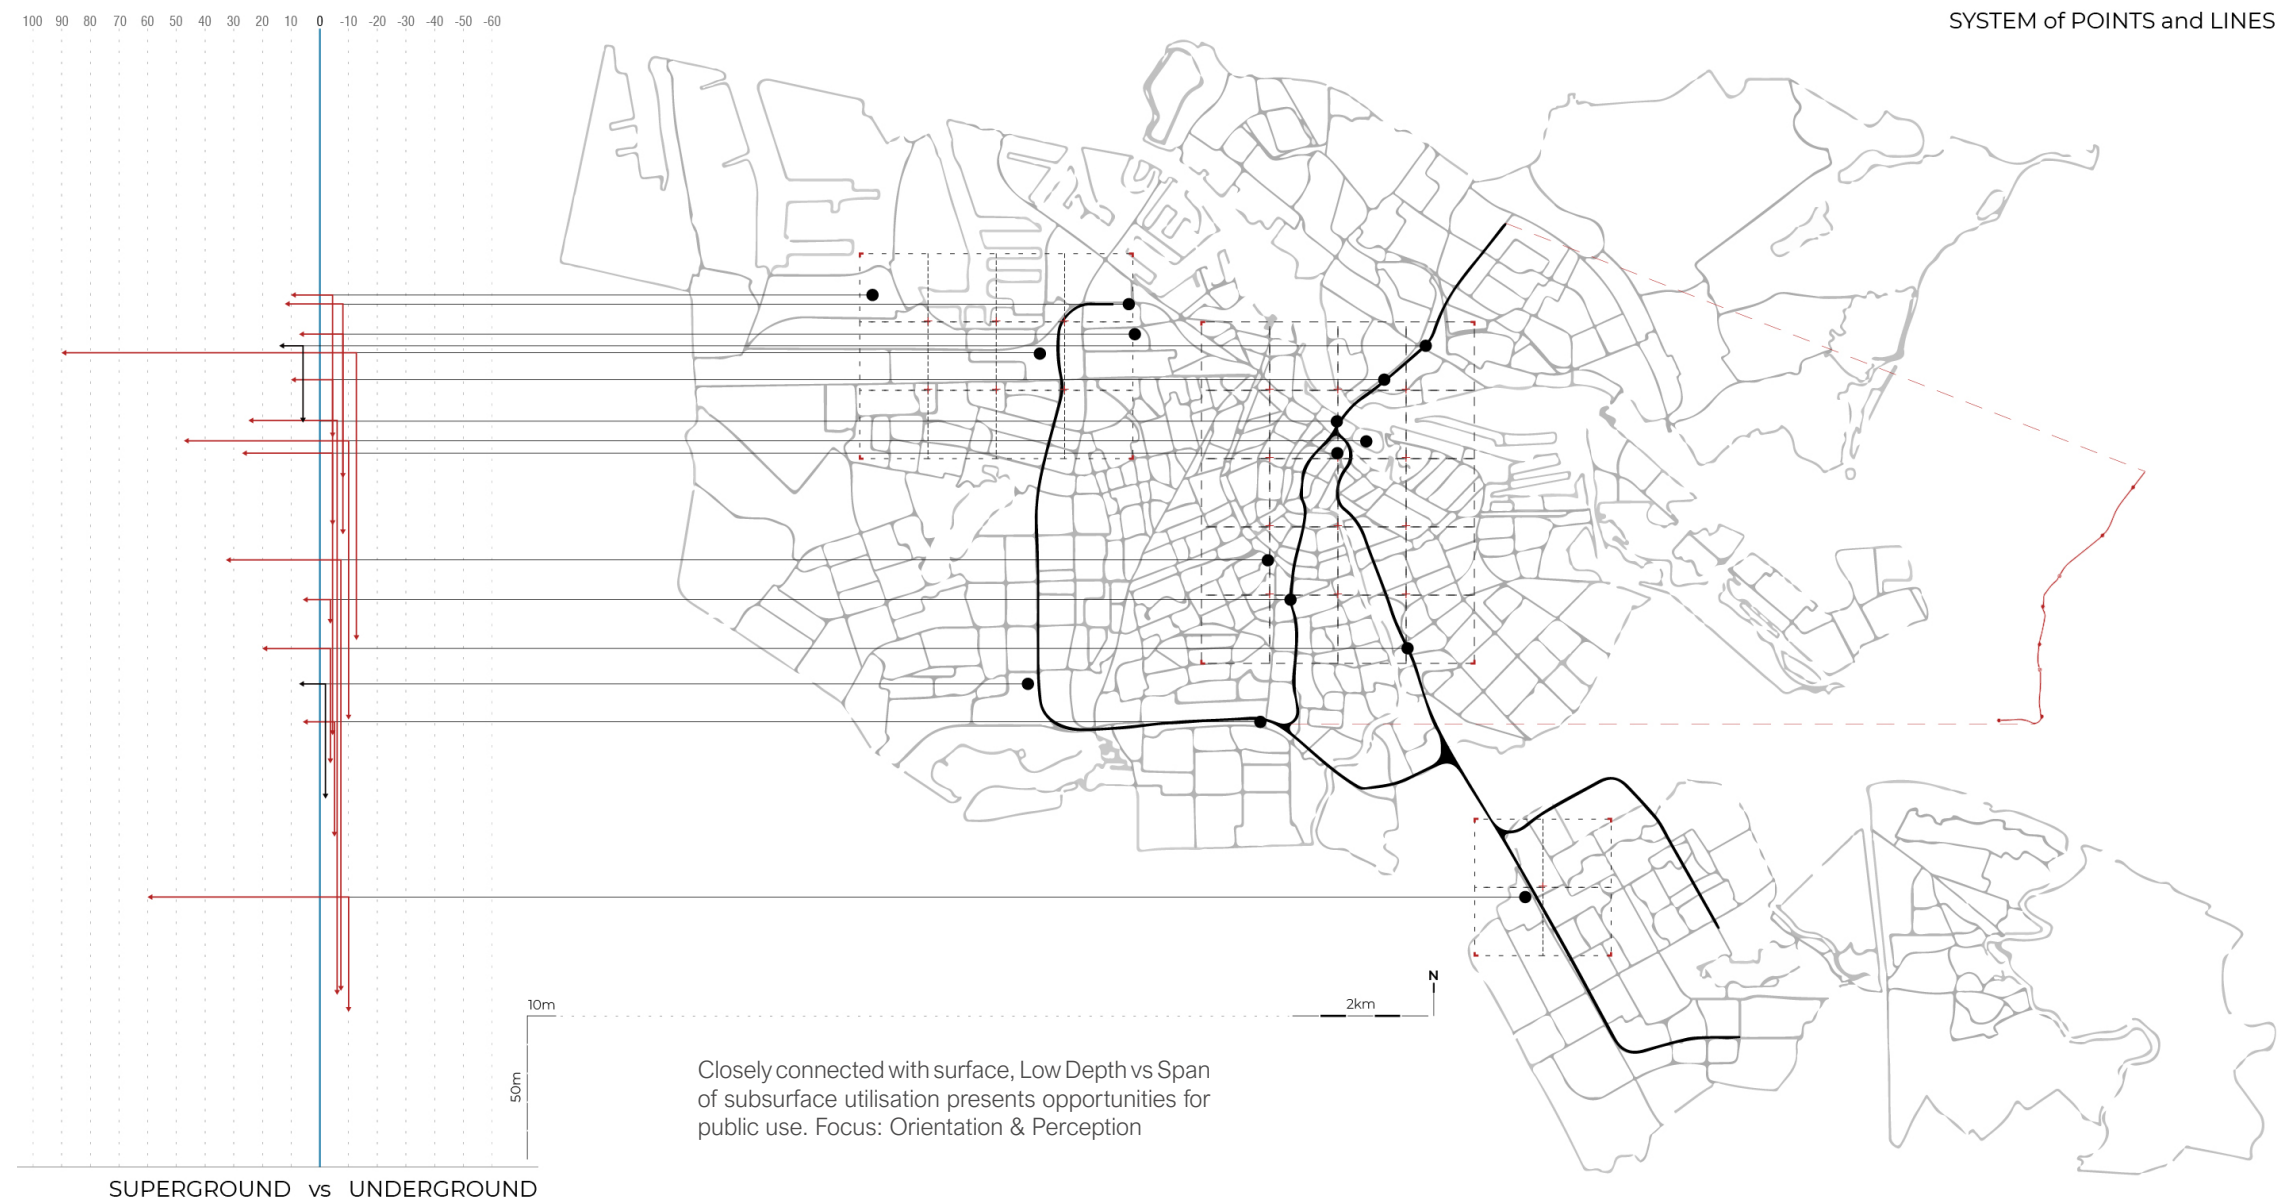 100 90 80 70 60 50 40 30 20 10 0 -10 -20 -30 -40 -50 -60
SYSTEM of POINTS and LINES
N
10m
2km
50m
Closely connected with surface, Low Depth vs Span
of subsurface utilisation presents opportunities for
public use. Focus: Orientation & Perception
SUPERGROUND vs UNDERGROUND